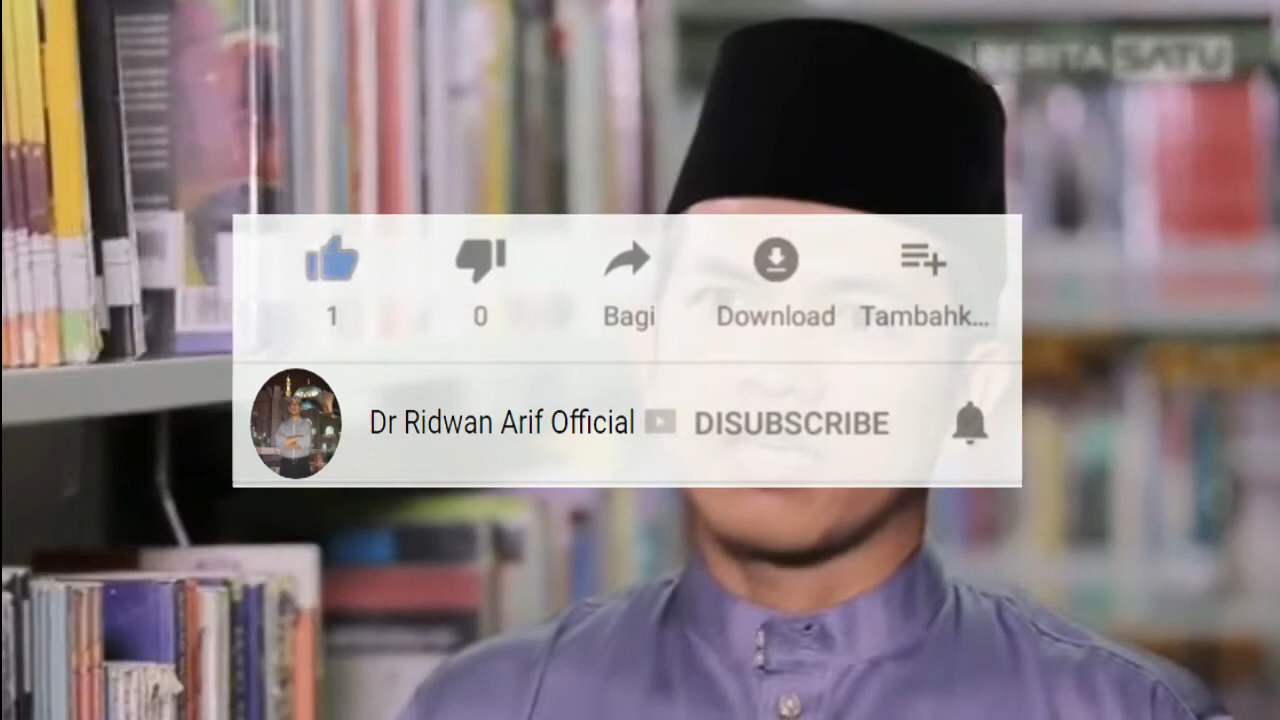 BERITA SATU
1 0 Bagi Download Tambahk...
Dr Ridwan Arif Official DISUBSCRIBE